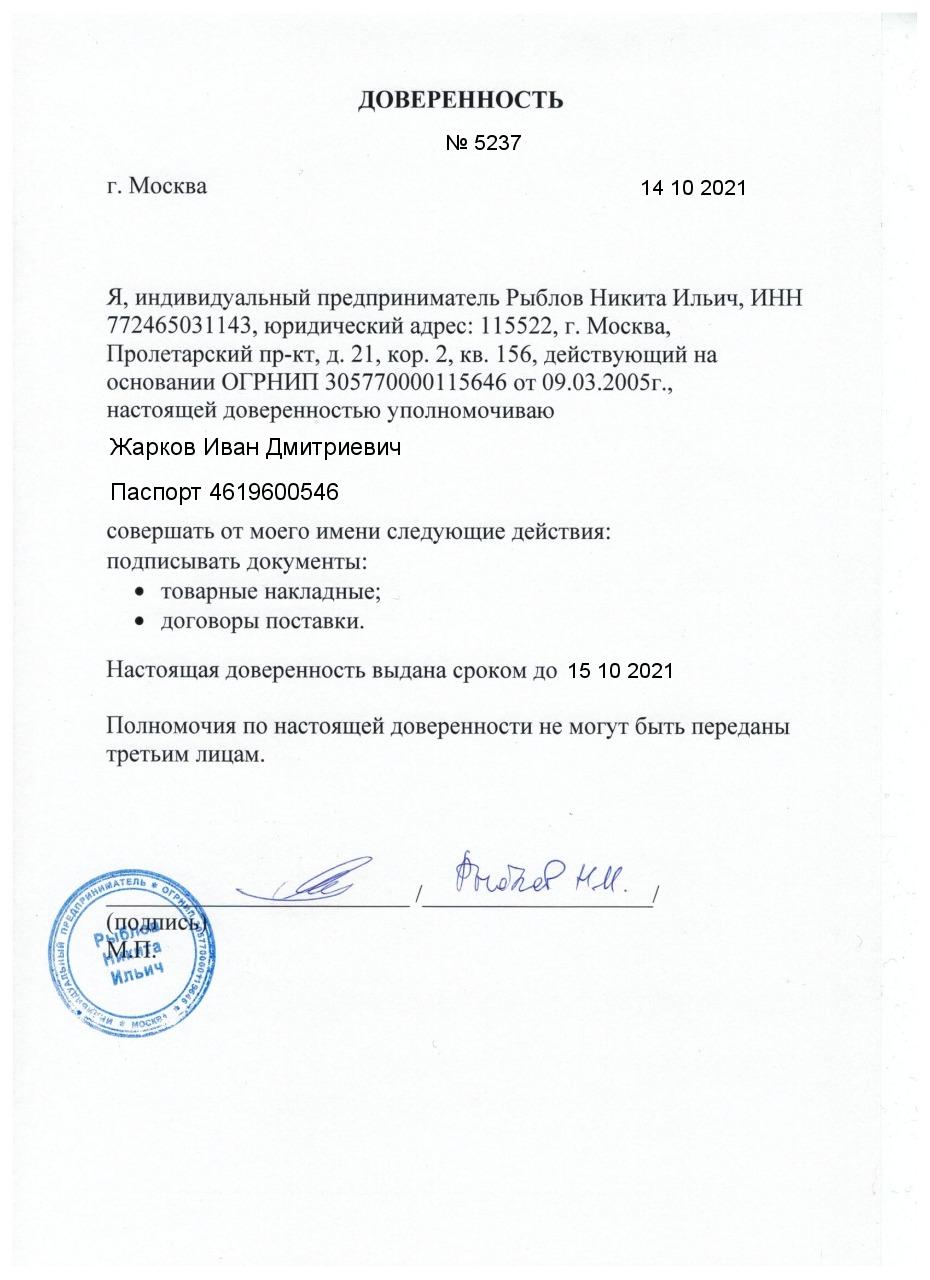 ДОВЕРЕННОСТЬ
№ 5237
г. Москва 14 10 2021
Я, индивидуальный предприниматель Рыблов Никита Ильич, ИНН
772465031143, юридический адрес: 115522, г. Москва,
Пролетарский пр-кт, д. 21, кор. 2, кв. 156, действующий на
основании ОГРНИП 305770000115646 от 09.03.2005г.,
настоящей доверенностью уполномочиваю
Жарков Иван Дмитриевич
Паспорт 4619600546
совершать от моего имени следующие действия:
подписывать документы:
• товарные накладные;
• договоры поставки.
Настоящая доверенность выдана сроком до 15 10 2021
Полномочия по настоящей доверенности не могут быть переданы
третьим лицам.
/ Рыблов Н.И. /
(подпись)
М.П.
ИНДИВИДУАЛЬНЫЙ ПРЕДПРИНИМАТЕЛЬ * ОГРНИП * МОСКВА *
Рыблов
Никита
Ильич